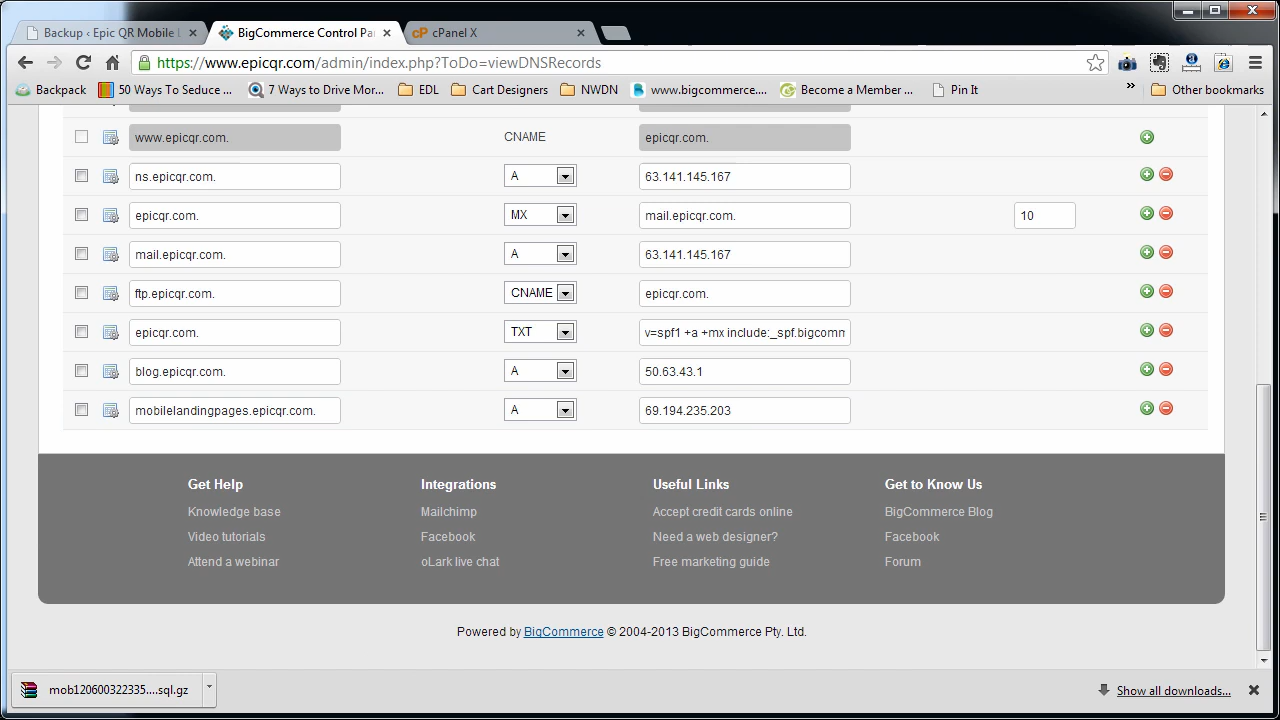 Backup ‹ Epic QR Mobile
BigCommerce Control Pa
cPanel X
https://www.epicqr.com/admin/index.php?ToDo=viewDNSRecords
Backpack
50 Ways To Seduce ...
7 Ways to Drive Mor...
EDL
Cart Designers
NWDN
www.bigcommerce....
Become a Member ...
Pin It
»
Other bookmarks
www.epicqr.com. CNAME epicqr.com.
ns.epicqr.com. A 63.141.145.167
epicqr.com. MX mail.epicqr.com. 10
mail.epicqr.com. A 63.141.145.167
ftp.epicqr.com. CNAME epicqr.com.
epicqr.com. TXT v=spf1 +a +mx include:_spf.bigcomm
blog.epicqr.com. A 50.63.43.1
mobilelandingpages.epicqr.com. A 69.194.235.203
Get Help
Knowledge base
Video tutorials
Attend a webinar
Integrations
Mailchimp
Facebook
oLark live chat
Useful Links
Accept credit cards online
Need a web designer?
Free marketing guide
Get to Know Us
BigCommerce Blog
Facebook
Forum
Powered by BigCommerce © 2004-2013 BigCommerce Pty. Ltd.
mob120600322335....sql.gz
Show all downloads...